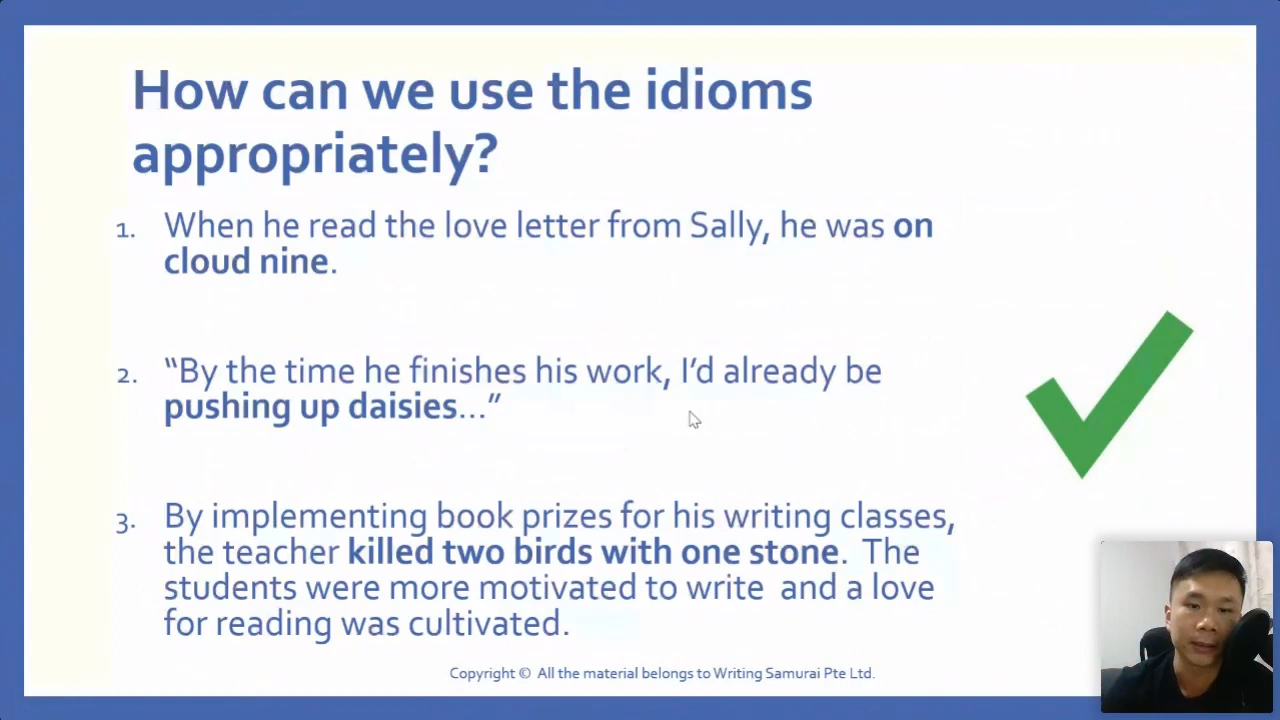 How can we use the idioms
appropriately?
1. When he read the love letter from Sally, he was on
cloud nine.
2. “By the time he finishes his work, I’d already be
pushing up daisies...”
3. By implementing book prizes for his writing classes,
the teacher killed two birds with one stone. The
students were more motivated to write and a love
for reading was cultivated.
Copyright © All the material belongs to Writing Samurai Pte Ltd.